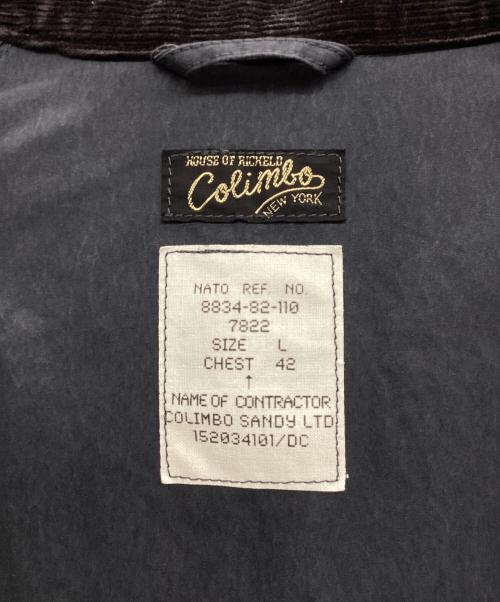 HOUSE OF RICKELD
Colimbo
NEW YORK
NATO REF. NO.
8834-82-110
7822
SIZE L
CHEST 42
↑
NAME OF CONTRACTOR
COLIMBO SANDY LTD
152034101/DC